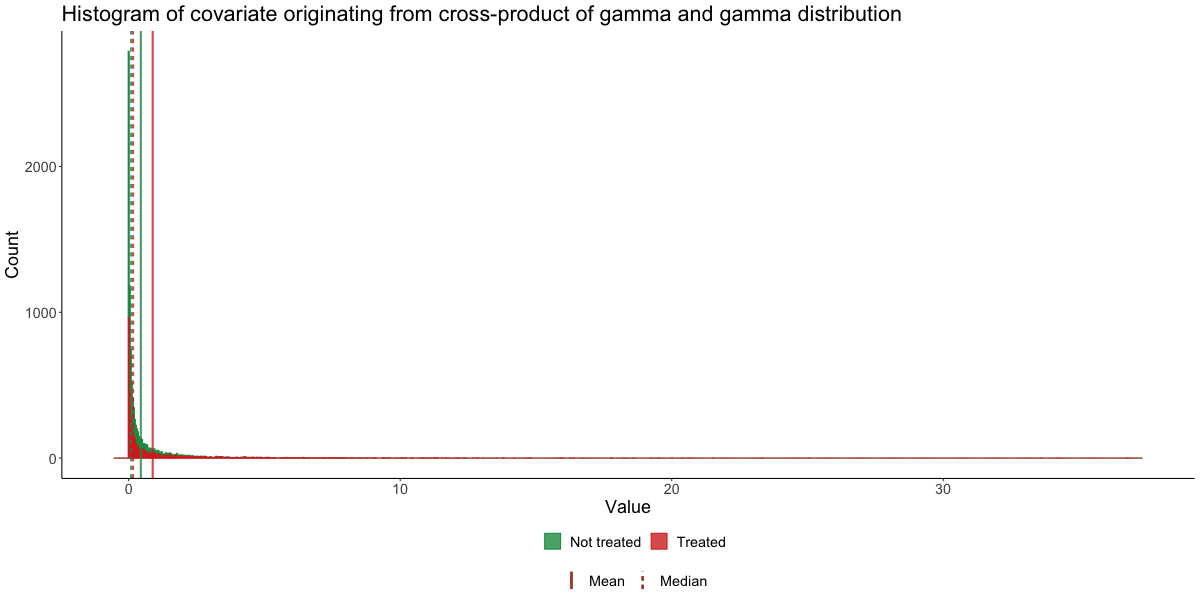 Histogram of covariate originating from cross-product of gamma and gamma distribution
Count
2000
1000
0
0 10 20 30
Value
Not treated Treated
Mean Median